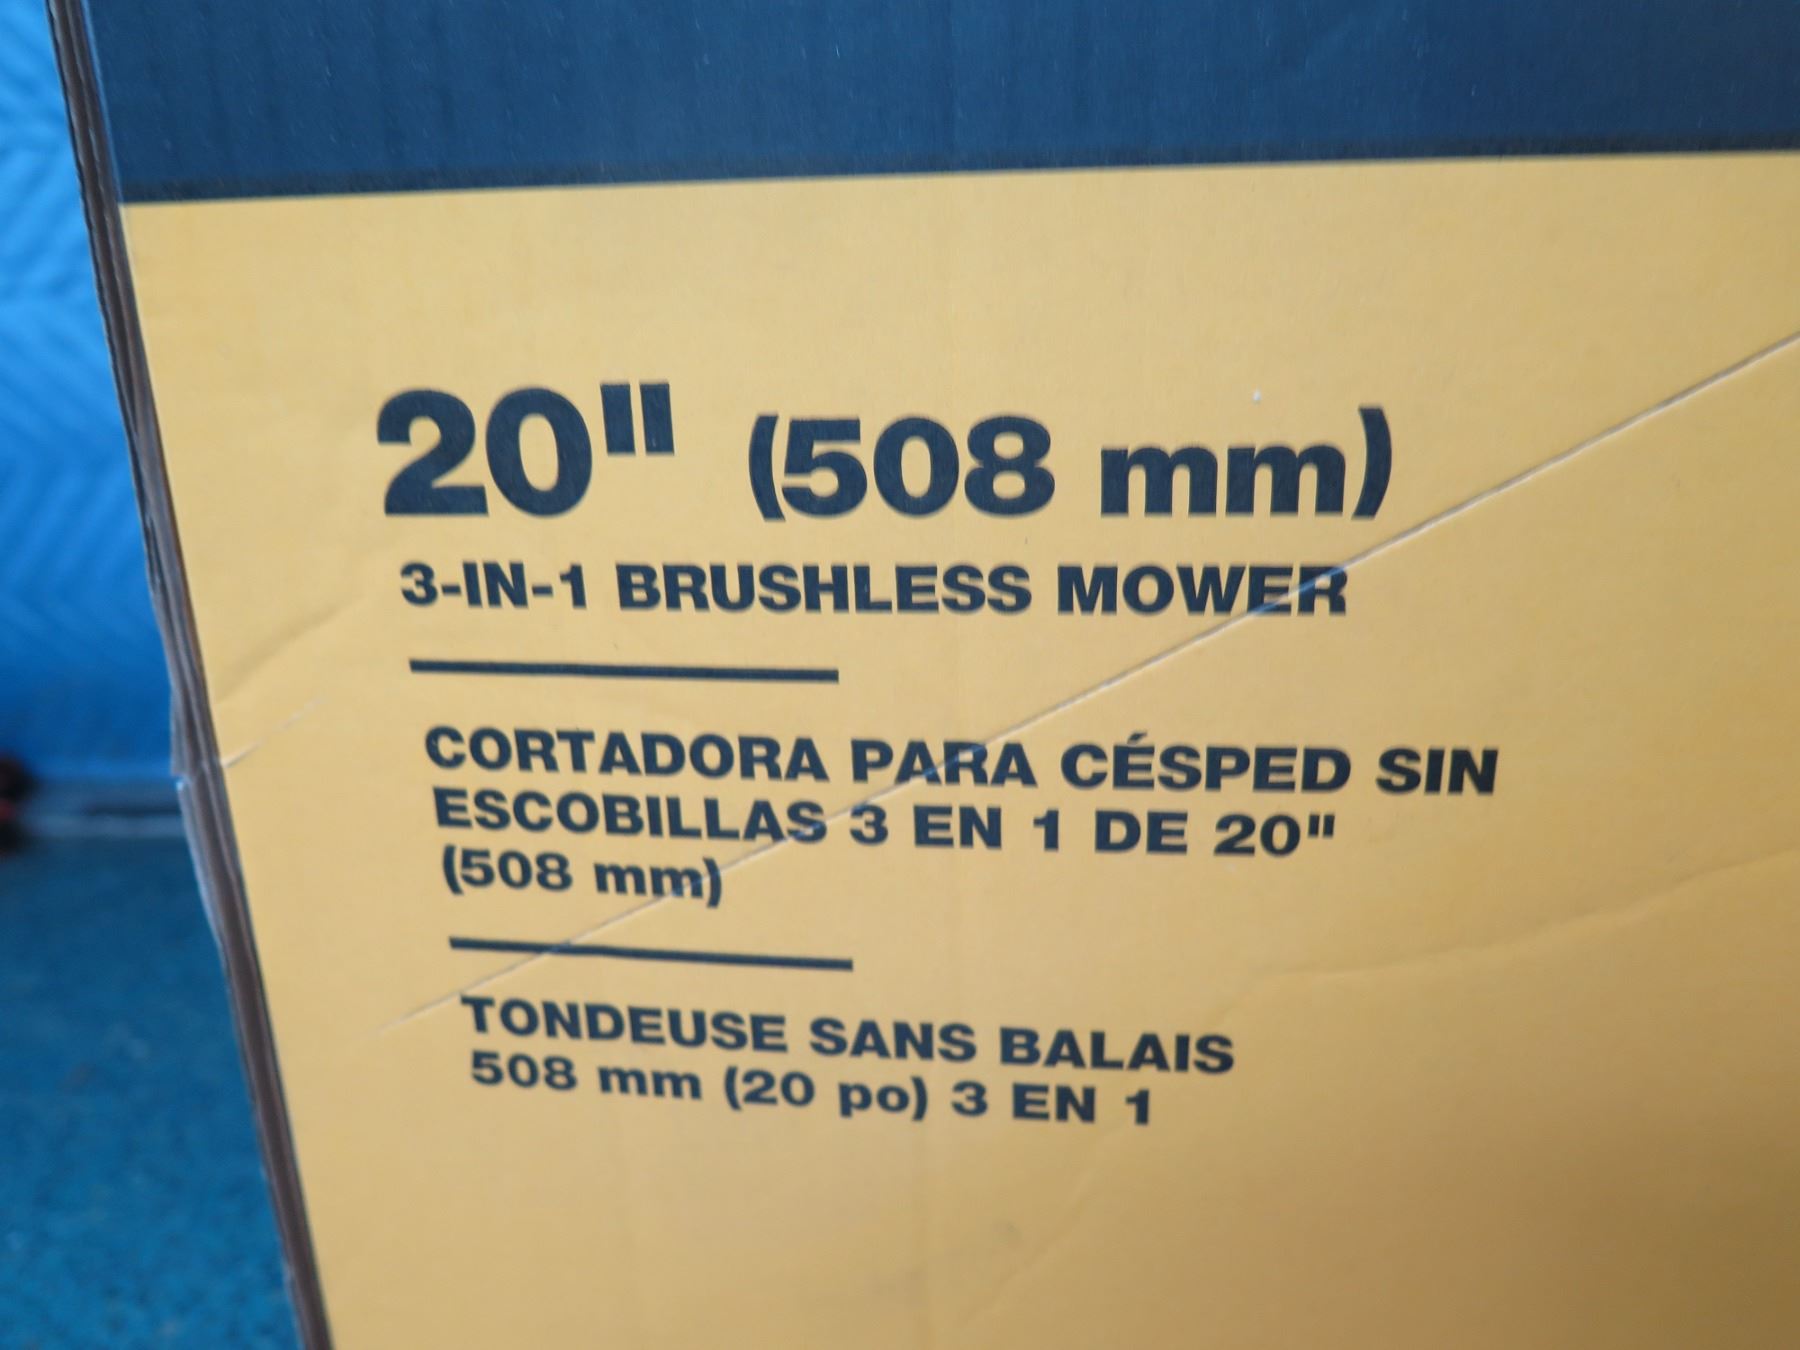 20" (508 mm)
3-IN-1 BRUSHLESS MOWER
CORTADORA PARA CÉSPED SIN
ESCOBILLAS 3 EN 1 DE 20"
(508 mm)
TONDEUSE SANS BALAIS
508 mm (20 po) 3 EN 1